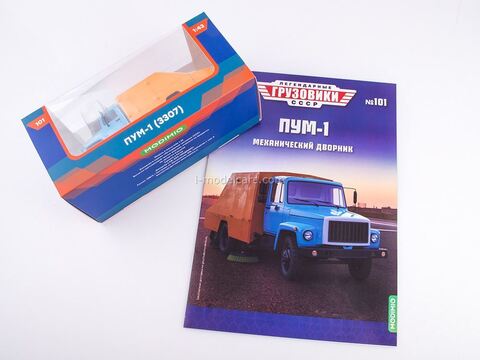 1:43
101
ПУМ-1 (3307)
MODIMIO
ЛЕГЕНДАРНЫЕ
ГРУЗОВИКИ
СССР
№101
ПУМ-1
МЕХАНИЧЕСКИЙ ДВОРНИК
MODIMIO
i-modelcars.com